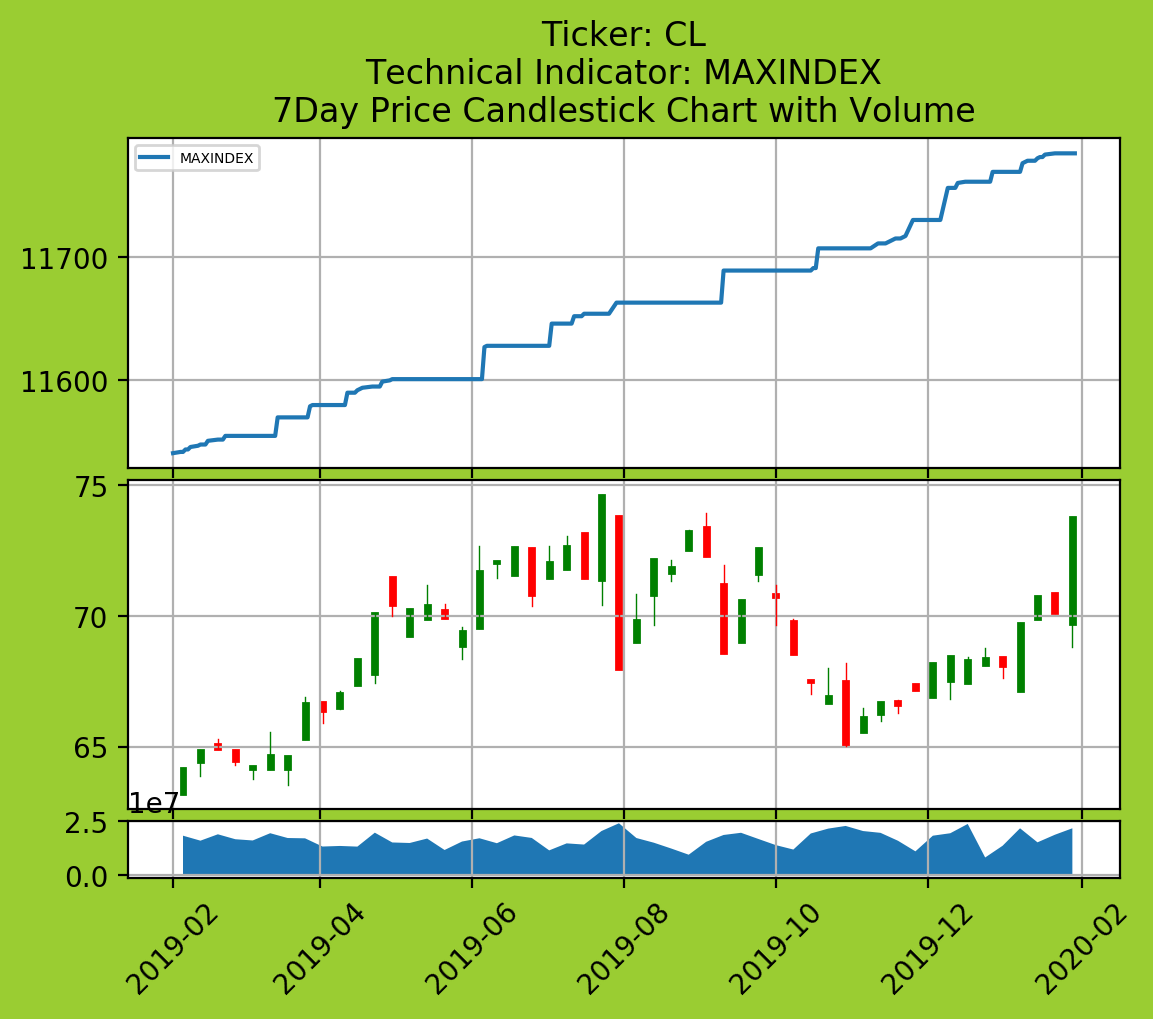 Ticker: CL
Technical Indicator: MAXINDEX
7Day Price Candlestick Chart with Volume
MAXINDEX
11700
11600
75
70
65
1e7
2.5
0.0
2019-02
2019-04
2019-06
2019-08
2019-10
2019-12
2020-02